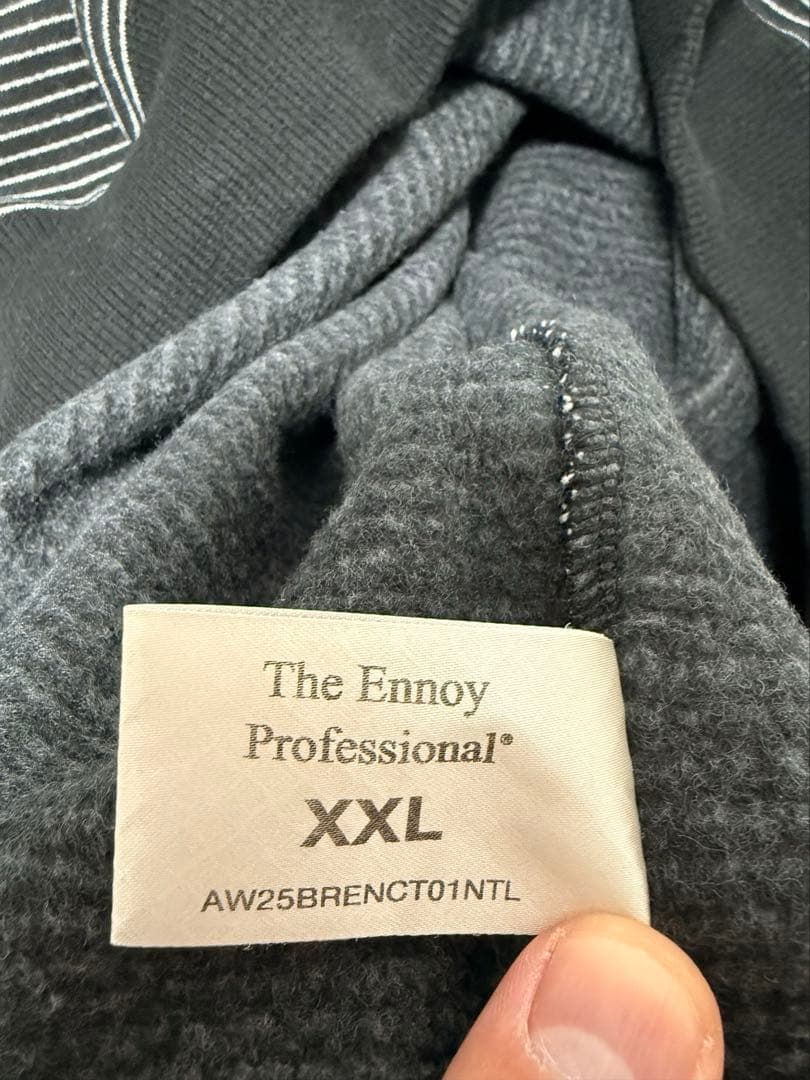 The Ennoy
Professional®
XXL
AW25BRENCT01NTL